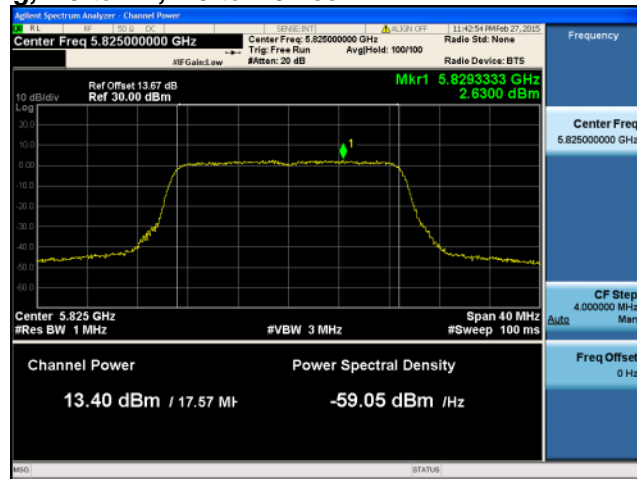 Agilent Spectrum Analyzer - Channel Power
RL RF 50 Ω DC SENSE:INT ALIGN OFF 11:42:54 PM Feb 27, 2015
Center Freq 5.825000000 GHz Center Freq: 5.825000000 GHz Radio Std: None
Trig: Free Run Avg|Hold: 100/100
#IFGain:Low #Atten: 20 dB Radio Device: BTS
Frequency
Mkr1 5.8293333 GHz
2.6300 dBm
Ref Offset 13.67 dB
10 dB/div Ref 30.00 dBm
Log
20.0
10.0
1
0.00
-10.0
-20.0
-30.0
-40.0
-50.0
-60.0
Center 5.825 GHz Span 40 MHz
#Res BW 1 MHz #VBW 3 MHz #Sweep 100 ms
Channel Power Power Spectral Density
13.40 dBm / 17.57 MH -59.05 dBm /Hz
Center Freq
5.825000000 GHz
CF Step
4.000000 MHz
Auto Man
Freq Offset
0 Hz
MSG STATUS